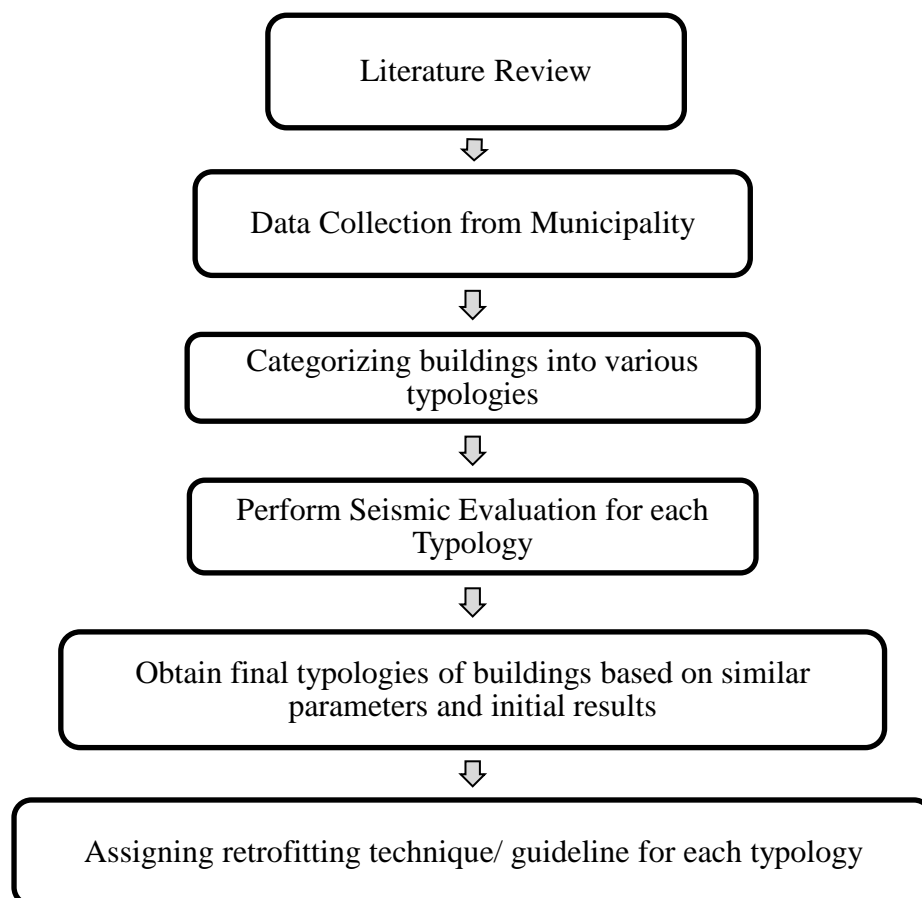 Literature Review
Data Collection from Municipality
Categorizing buildings into various
typologies
Perform Seismic Evaluation for each
Typology
Obtain final typologies of buildings based on similar
parameters and initial results
Assigning retrofitting technique/ guideline for each typology